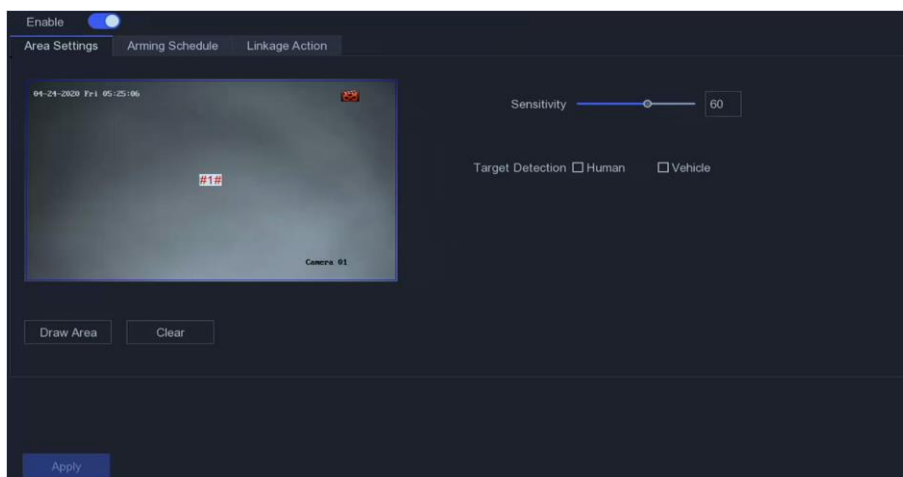 Enable
Area Settings Arming Schedule Linkage Action
04-24-2020 Fri 05:25:06
Sensitivity 60
Target Detection Human Vehicle
#1#
Camera 01
Draw Area Clear
Apply